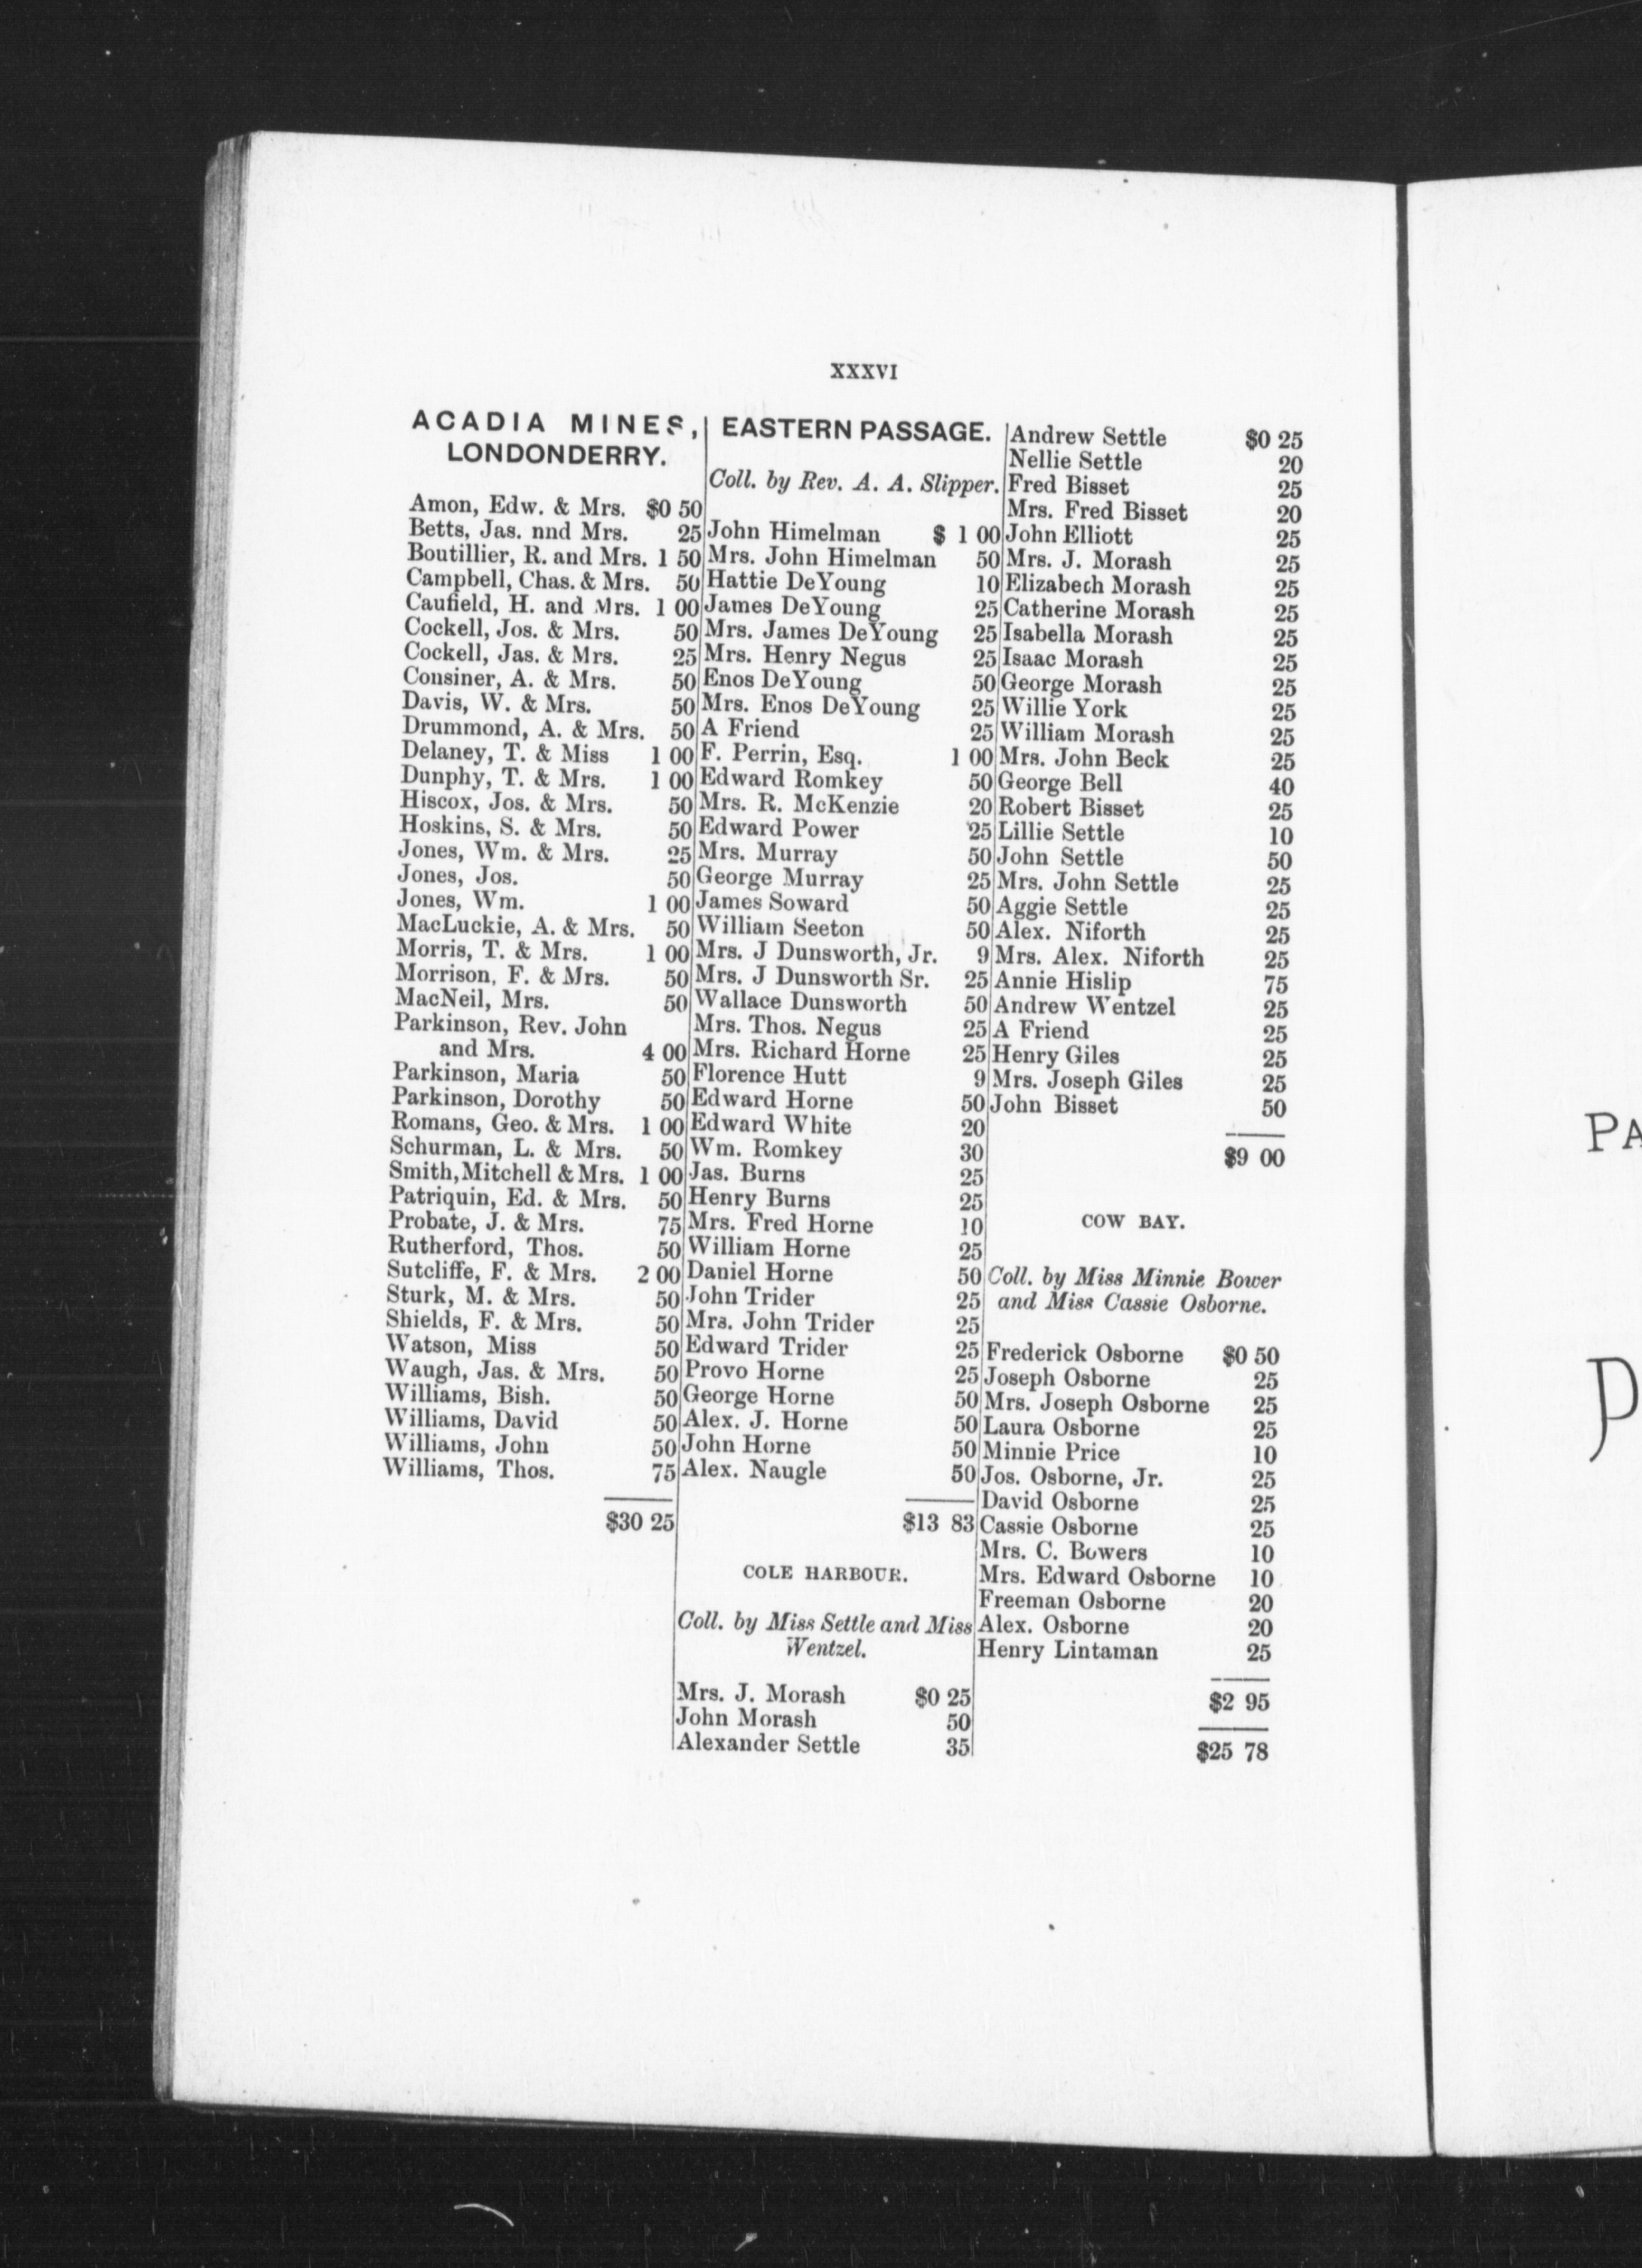 XXXVI
ACADIA MINES,
LONDONDERRY.
Amon, Edw. & Mrs. $0 50
Betts, Jas. nnd Mrs. 25
Boutillier, R. and Mrs. 1 50
Campbell, Chas. & Mrs. 50
Caufield, H. and Mrs. 1 00
Cockell, Jos. & Mrs. 50
Cockell, Jas. & Mrs. 25
Consiner, A. & Mrs. 50
Davis, W. & Mrs. 50
Drummond, A. & Mrs. 50
Delaney, T. & Miss 1 00
Dunphy, T. & Mrs. 1 00
Hiscox, Jos. & Mrs. 50
Hoskins, S. & Mrs. 50
Jones, Wm. & Mrs. 25
Jones, Jos. 50
Jones, Wm. 1 00
MacLuckie, A. & Mrs. 50
Morris, T. & Mrs. 1 00
Morrison, F. & Mrs. 50
MacNeil, Mrs. 50
Parkinson, Rev. John
and Mrs. 4 00
Parkinson, Maria 50
Parkinson, Dorothy 50
Romans, Geo. & Mrs. 1 00
Schurman, L. & Mrs. 50
Smith, Mitchell & Mrs. 1 00
Patriquin, Ed. & Mrs. 50
Probate, J. & Mrs. 75
Rutherford, Thos. 50
Sutcliffe, F. & Mrs. 2 00
Sturk, M. & Mrs. 50
Shields, F. & Mrs. 50
Watson, Miss 50
Waugh, Jas. & Mrs. 50
Williams, Bish. 50
Williams, David 50
Williams, John 50
Williams, Thos. 75
$30 25
EASTERN PASSAGE.
Coll. by Rev. A. A. Slipper.
John Himelman $ 1 00
Mrs. John Himelman 50
Hattie DeYoung 10
James DeYoung 25
Mrs. James DeYoung 25
Mrs. Henry Negus 25
Enos DeYoung 50
Mrs. Enos DeYoung 25
A Friend 25
F. Perrin, Esq. 1 00
Edward Romkey 50
Mrs. R. McKenzie 20
Edward Power 25
Mrs. Murray 50
George Murray 25
James Soward 50
William Seeton 50
Mrs. J Dunsworth, Jr. 9
Mrs. J Dunsworth Sr. 25
Wallace Dunsworth 50
Mrs. Thos. Negus 25
Mrs. Richard Horne 25
Florence Hutt 9
Edward Horne 50
Edward White 20
Wm. Romkey 30
Jas. Burns 25
Henry Burns 25
Mrs. Fred Horne 10
William Horne 25
Daniel Horne 50
John Trider 25
Mrs. John Trider 25
Edward Trider 25
Provo Horne 25
George Horne 50
Alex. J. Horne 50
John Horne 50
Alex. Naugle 50
$13 83
COLE HARBOUR.
Coll. by Miss Settle and Miss
Wentzel.
Mrs. J. Morash $0 25
John Morash 50
Alexander Settle 35
Andrew Settle $0 25
Nellie Settle 20
Fred Bisset 25
Mrs. Fred Bisset 20
John Elliott 25
Mrs. J. Morash 25
Elizabech Morash 25
Catherine Morash 25
Isabella Morash 25
Isaac Morash 25
George Morash 25
Willie York 25
William Morash 25
Mrs. John Beck 25
George Bell 40
Robert Bisset 25
Lillie Settle 10
John Settle 50
Mrs. John Settle 25
Aggie Settle 25
Alex. Niforth 25
Mrs. Alex. Niforth 25
Annie Hislip 75
Andrew Wentzel 25
A Friend 25
Henry Giles 25
Mrs. Joseph Giles 25
John Bisset 50
$9 00
COW BAY.
Coll. by Miss Minnie Bower
and Miss Cassie Osborne.
Frederick Osborne $0 50
Joseph Osborne 25
Mrs. Joseph Osborne 25
Laura Osborne 25
Minnie Price 10
Jos. Osborne, Jr. 25
David Osborne 25
Cassie Osborne 25
Mrs. C. Bowers 10
Mrs. Edward Osborne 10
Freeman Osborne 20
Alex. Osborne 20
Henry Lintaman 25
$2 95
$25 78
PA